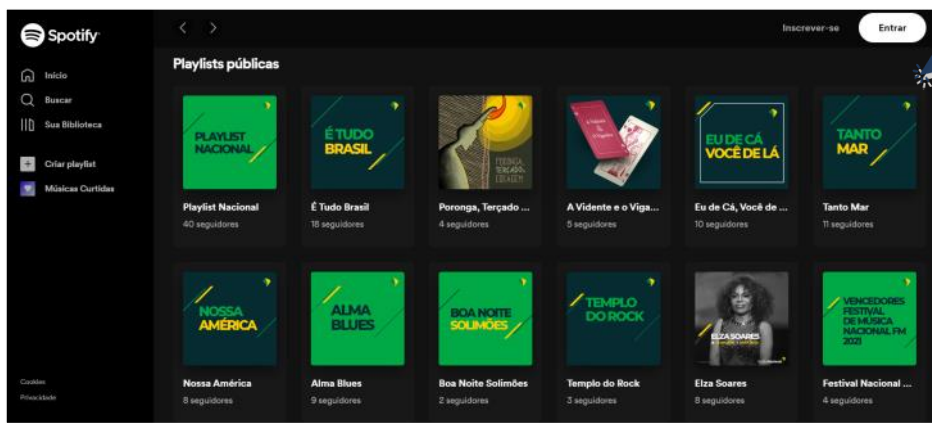 Spotify
Inscrever-se
Entrar
Início
Buscar
Sua Biblioteca
Criar playlist
Músicas Curtidas
Cookies
Privacidade
Playlists públicas
PLAYLIST
NACIONAL
Playlist Nacional
40 seguidores
É TUDO
BRASIL
É Tudo Brasil
18 seguidores
PORONGA,
TERÇADO,
Poronga, Terçado ...
4 seguidores
A Vidente e o Viga...
5 seguidores
EU DE CÁ
VOCÊ DE LÁ
Eu de Cá, Você de ...
10 seguidores
TANTO
MAR
Tanto Mar
11 seguidores
NOSSA
AMÉRICA
Nossa América
8 seguidores
ALMA
BLUES
Alma Blues
9 seguidores
BOA NOITE
SOLIMÕES
Boa Noite Solimões
2 seguidores
TEMPLO
DO ROCK
Templo do Rock
3 seguidores
ELZA SOARES
Elza Soares
8 seguidores
VENCEDORES
FESTIVAL
DE MÚSICA
NACIONAL FM
2021
Festival Nacional ...
4 seguidores